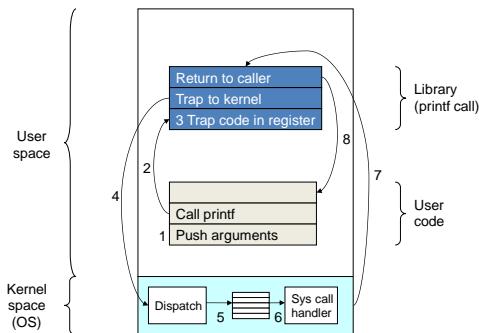 Return to caller
Trap to kernel
3 Trap code in register
Library
(printf call)
User
space
2
8
4
7
Call printf
1 Push arguments
User
code
Kernel
space
(OS)
Dispatch
5
6
Sys call
handler